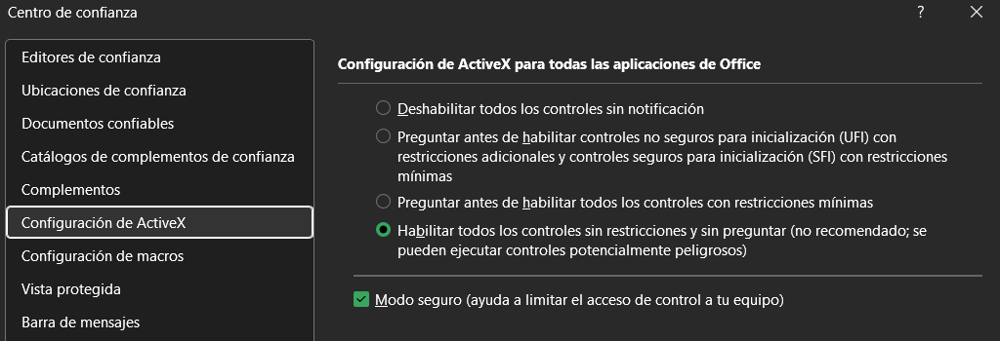 Centro de confianza
?
Editores de confianza
Ubicaciones de confianza
Documentos confiables
Catálogos de complementos de confianza
Complementos
Configuración de ActiveX
Configuración de macros
Vista protegida
Barra de mensajes
Configuración de ActiveX para todas las aplicaciones de Office
Deshabilitar todos los controles sin notificación
Preguntar antes de habilitar controles no seguros para inicialización (UFI) con
restricciones adicionales y controles seguros para inicialización (SFI) con restricciones
mínimas
Preguntar antes de habilitar todos los controles con restricciones mínimas
Habilitar todos los controles sin restricciones y sin preguntar (no recomendado; se
pueden ejecutar controles potencialmente peligrosos)
Modo seguro (ayuda a limitar el acceso de control a tu equipo)